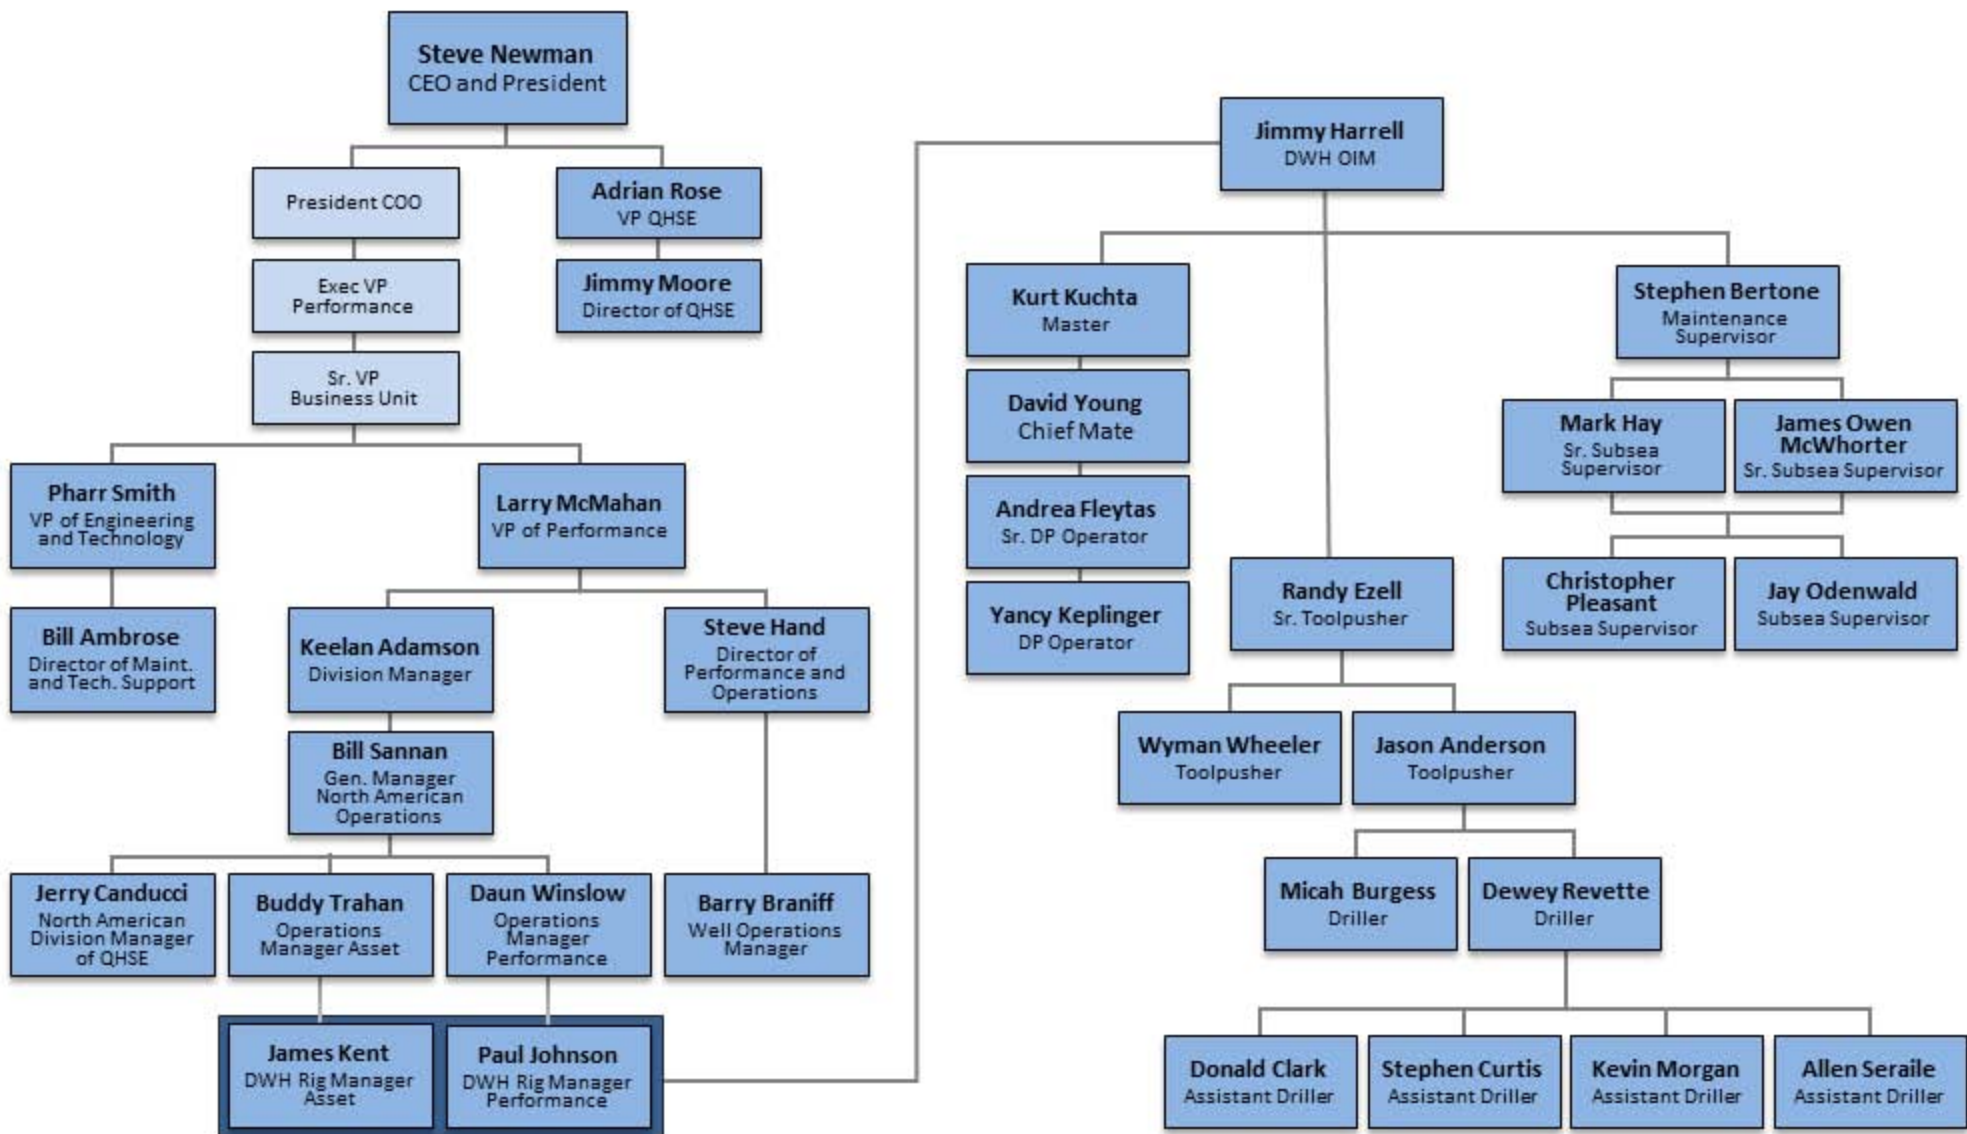 Steve Newman
CEO and President
President COO
Adrian Rose
VP QHSE
Exec VP
Performance
Jimmy Moore
Director of QHSE
Sr. VP
Business Unit
Pharr Smith
VP of Engineering
and Technology
Larry McMahan
VP of Performance
Bill Ambrose
Director of Maint.
and Tech. Support
Keelan Adamson
Division Manager
Steve Hand
Director of
Performance and
Operations
Bill Sannan
Gen. Manager
North American
Operations
Jerry Canducci
North American
Division Manager
of QHSE
Buddy Trahan
Operations
Manager Asset
Daun Winslow
Operations
Manager
Performance
Barry Braniff
Well Operations
Manager
James Kent
DWH Rig Manager
Asset
Paul Johnson
DWH Rig Manager
Performance
Jimmy Harrell
DWH OIM
Kurt Kuchta
Master
David Young
Chief Mate
Andrea Fleytas
Sr. DP Operator
Yancy Keplinger
DP Operator
Stephen Bertone
Maintenance
Supervisor
Mark Hay
Sr. Subsea
Supervisor
James Owen
McWhorter
Sr. Subsea Supervisor
Christopher
Pleasant
Subsea Supervisor
Jay Odenwald
Subsea Supervisor
Randy Ezell
Sr. Toolpusher
Wyman Wheeler
Toolpusher
Jason Anderson
Toolpusher
Micah Burgess
Driller
Dewey Revette
Driller
Donald Clark
Assistant Driller
Stephen Curtis
Assistant Driller
Kevin Morgan
Assistant Driller
Allen Seraile
Assistant Driller